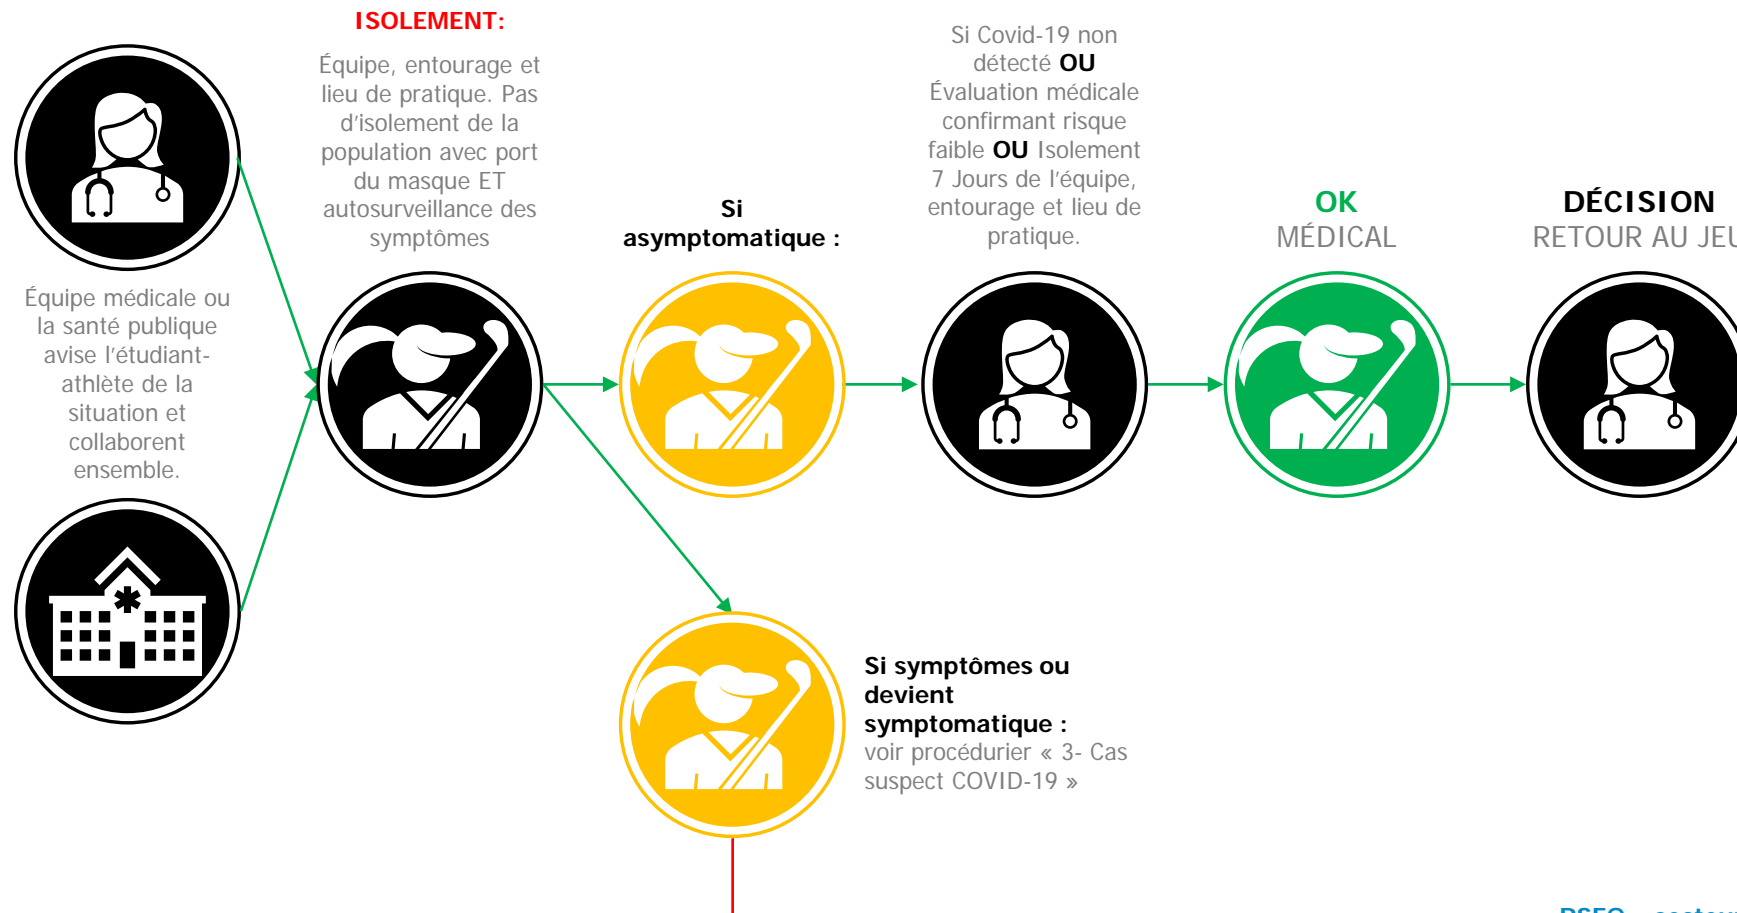 Équipe médicale ou
la santé publique
avise l'étudiant-
athlète de la
situation et
collaborent
ensemble.
ISOLEMENT:
Équipe, entourage et
lieu de pratique. Pas
d'isolement de la
population avec port
du masque ET
autosurveillance des
symptômes
Si
asymptomatique :
Si Covid-19 non
détecté OU
Évaluation médicale
confirmant risque
faible OU Isolement
7 Jours de l'équipe,
entourage et lieu de
pratique.
OK
MÉDICAL
DÉCISION
RETOUR AU JEU
Si symptômes ou
devient
symptomatique :
voir procédurier « 3- Cas
suspect COVID-19 »